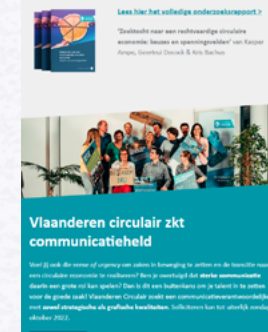 Lees hier het volledige onderzoeksrapport >
'Zoektocht naar een rechtvaardige circulaire
economie: keuzes en spanningsvelden' van Kasper
Ampe, & Kris Bachus
Vlaanderen circulair zkt
communicatieheld
Voel jij ook die sense of urgency om zaken in beweging te zetten en de transitie naar
een circulaire economie te realiseren? Ben je overtuigd dat sterke communicatie
daarin een grote rol kan spelen? Dan is dit een buitenkans om je talent in te zetten
voor de goede zaak! Vlaanderen Circulair zoekt een communicatieverantwoordelijke
met zowel strategische als grafische kwaliteiten. Solliciteren kan tot uiterlijk zondag
oktober 2022.